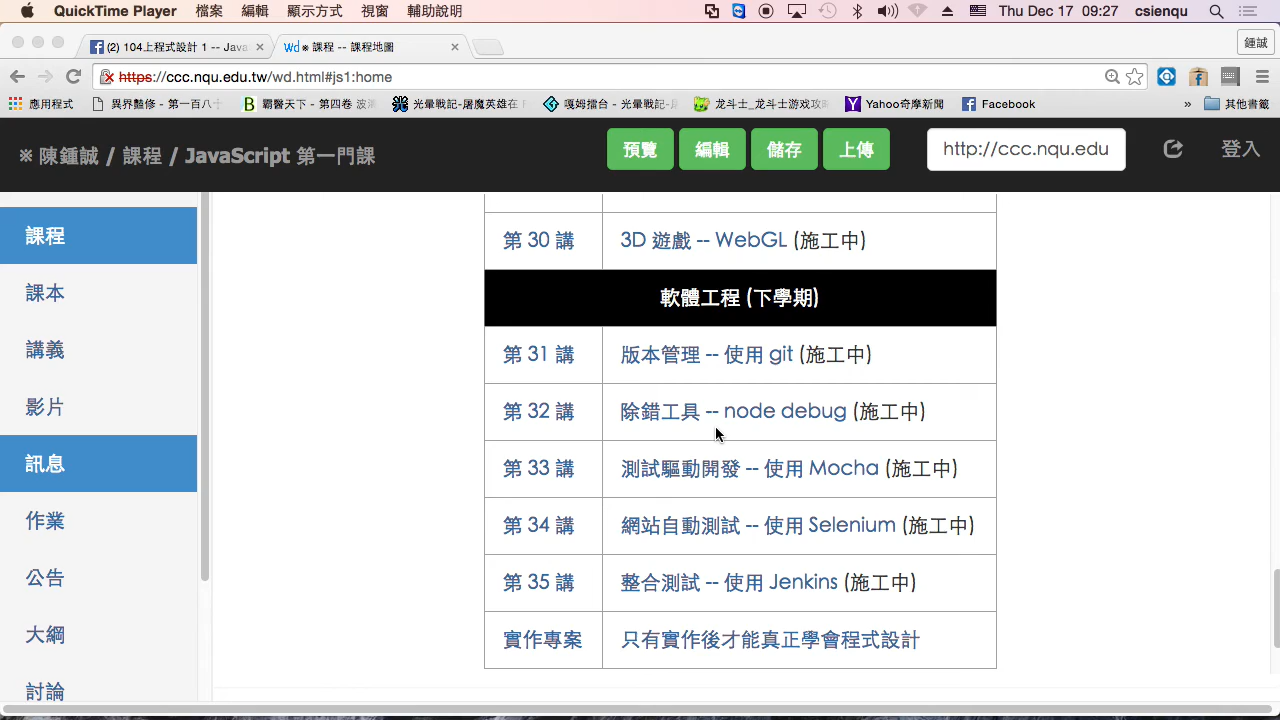 QuickTime Player 檔案 編輯 顯示方式 視窗 輔助說明 Thu Dec 17 09:27 csienqu
(2) 104上程式設計 1 -- Java
Wd ※ 課程 -- 課程地圖
鍾誠
https://ccc.nqu.edu.tw/wd.html#js1:home
應用程式 異界豔修 - 第一百八十 霸醫天下 - 第四卷 光暈戰記-屠魔英雄在 嘎姆擂台 - 光暈戰記- 龙斗士_龙斗士游戏攻 Yahoo奇摩新聞 Facebook » 其他書籤
※ 陳鍾誠 / 課程 / JavaScript 第一門課 預覽 編輯 儲存 上傳 http://ccc.nqu.edu 登入
課程
課本
講義
影片
訊息
作業
公告
大綱
討論
第 30 講 3D 遊戲 -- WebGL (施工中)
軟體工程 (下學期)
第 31 講 版本管理 -- 使用 git (施工中)
第 32 講 除錯工具 -- node debug (施工中)
第 33 講 測試驅動開發 -- 使用 Mocha (施工中)
第 34 講 網站自動測試 -- 使用 Selenium (施工中)
第 35 講 整合測試 -- 使用 Jenkins (施工中)
實作專案 只有實作後才能真正學會程式設計